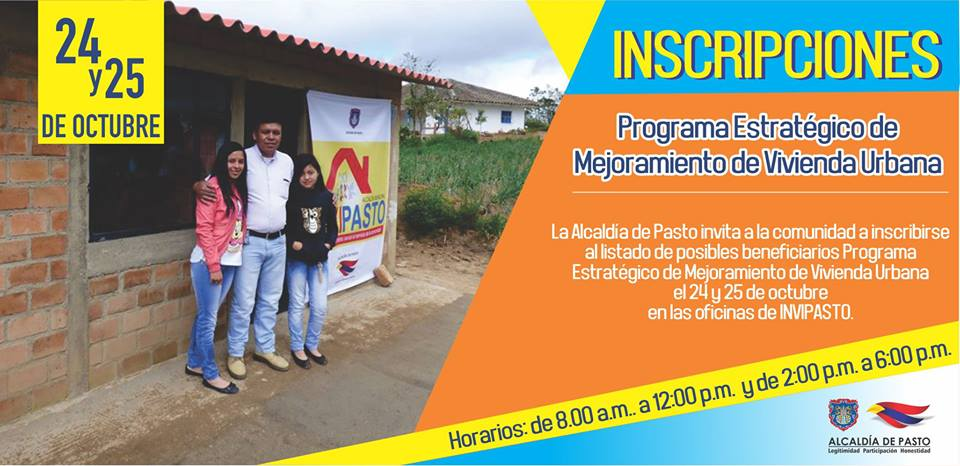 24
y25
DE OCTUBRE
INSCRIPCIONES
Programa Estratégico de
Mejoramiento de Vivienda Urbana
La Alcaldía de Pasto invita a la comunidad a inscribirse
al listado de posibles beneficiarios Programa
Estratégico de Mejoramiento de Vivienda Urbana
el 24 y 25 de octubre
en las oficinas de INVIPASTO.
Horarios: de 8.00 a.m.. a 12:00 p.m. y de 2:00 p.m. a 6:00 p.m.
ALCALDÍA DE PASTO
Legitimidad Participación Honestidad
PASTO